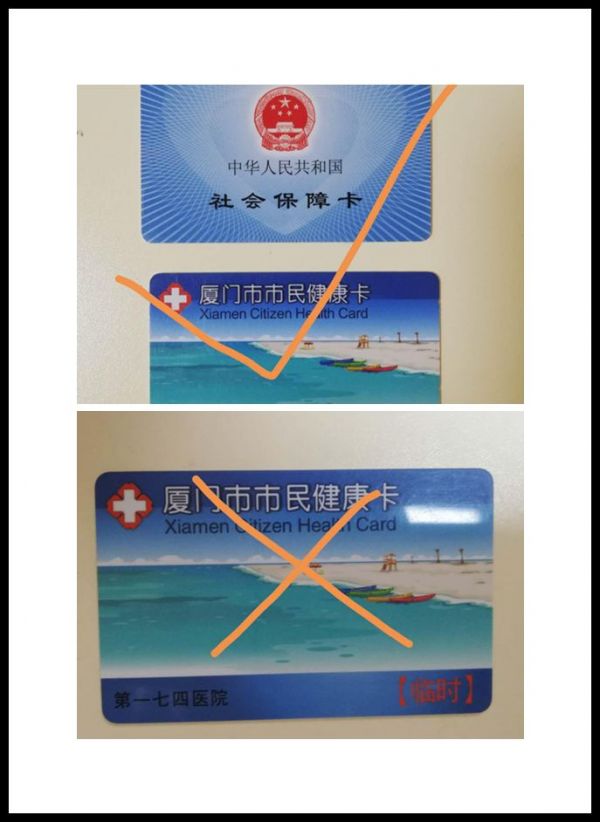 中华人民共和国
社会保障卡
厦门市市民健康卡
Xiamen Citizen Health Card
厦门市市民健康卡
Xiamen Citizen Health Card
第一七四医院
【临时】